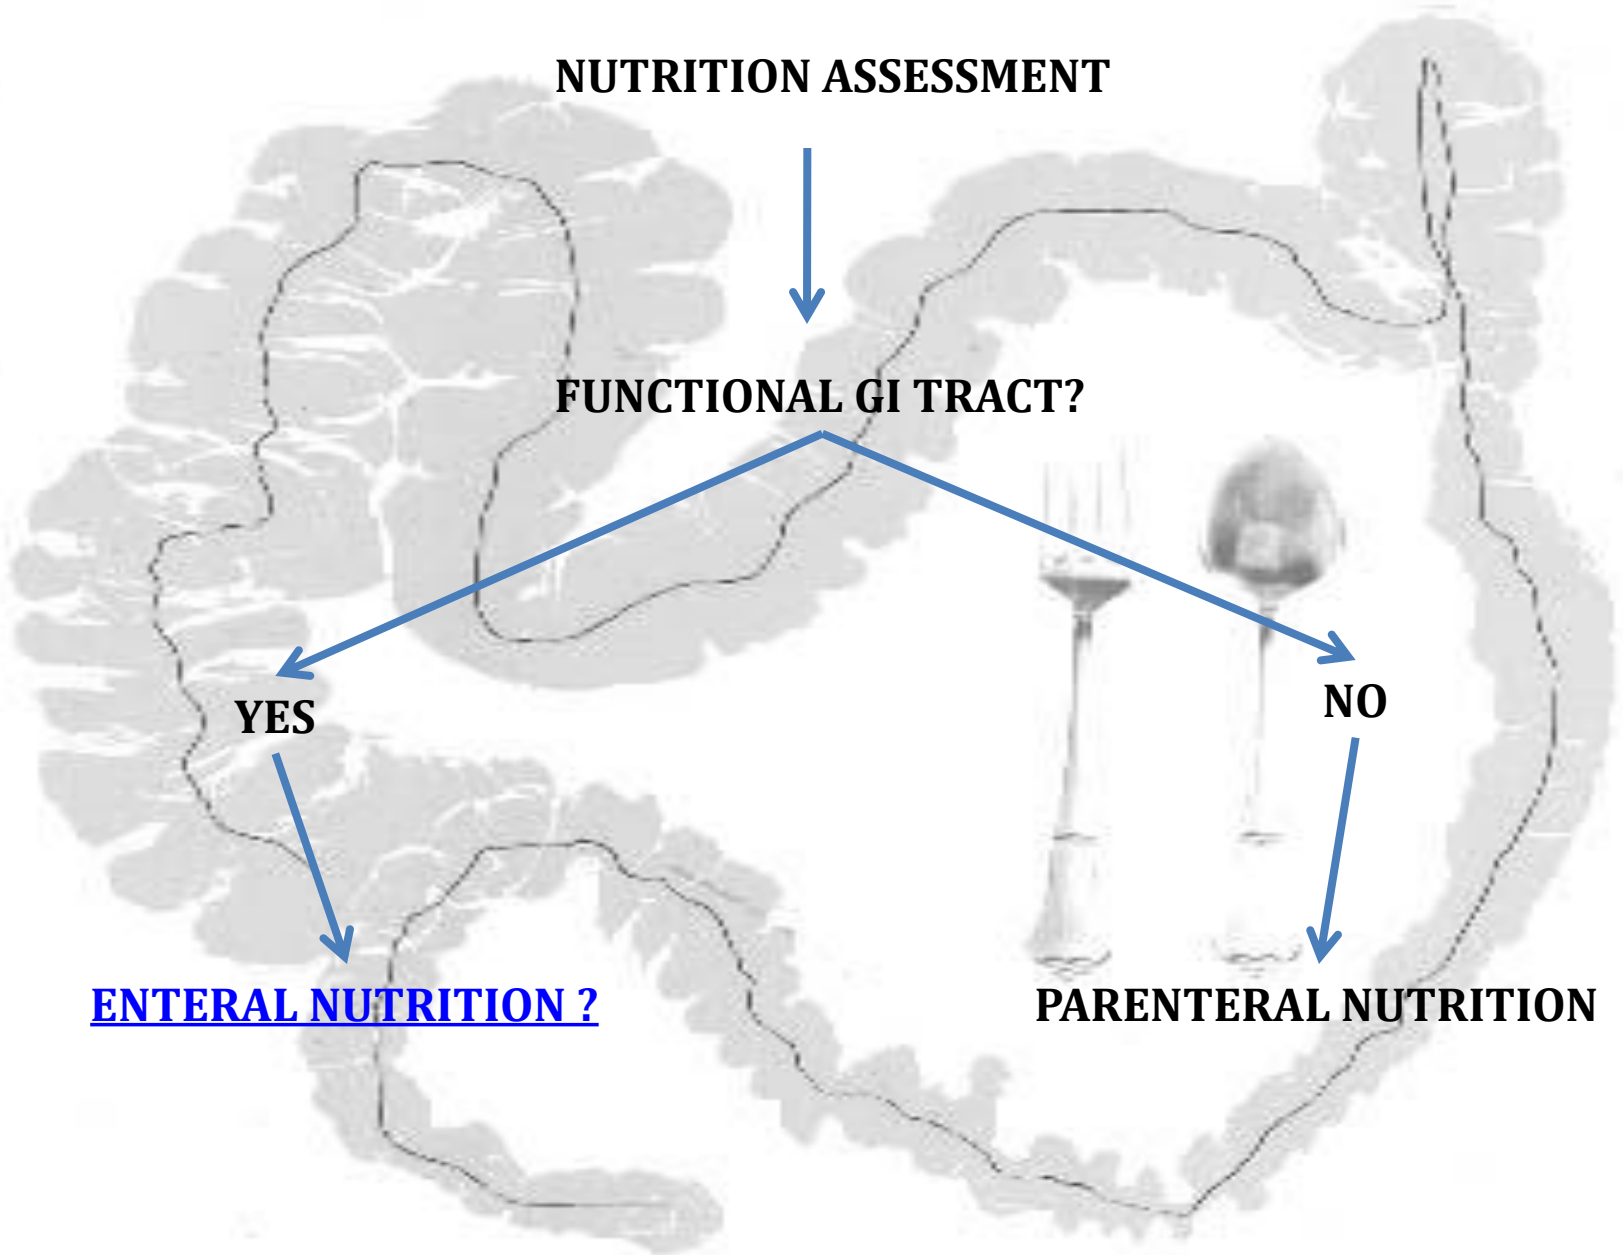 NUTRITION ASSESSMENT
FUNCTIONAL GI TRACT?
YES
NO
ENTERAL NUTRITION ?
PARENTERAL NUTRITION